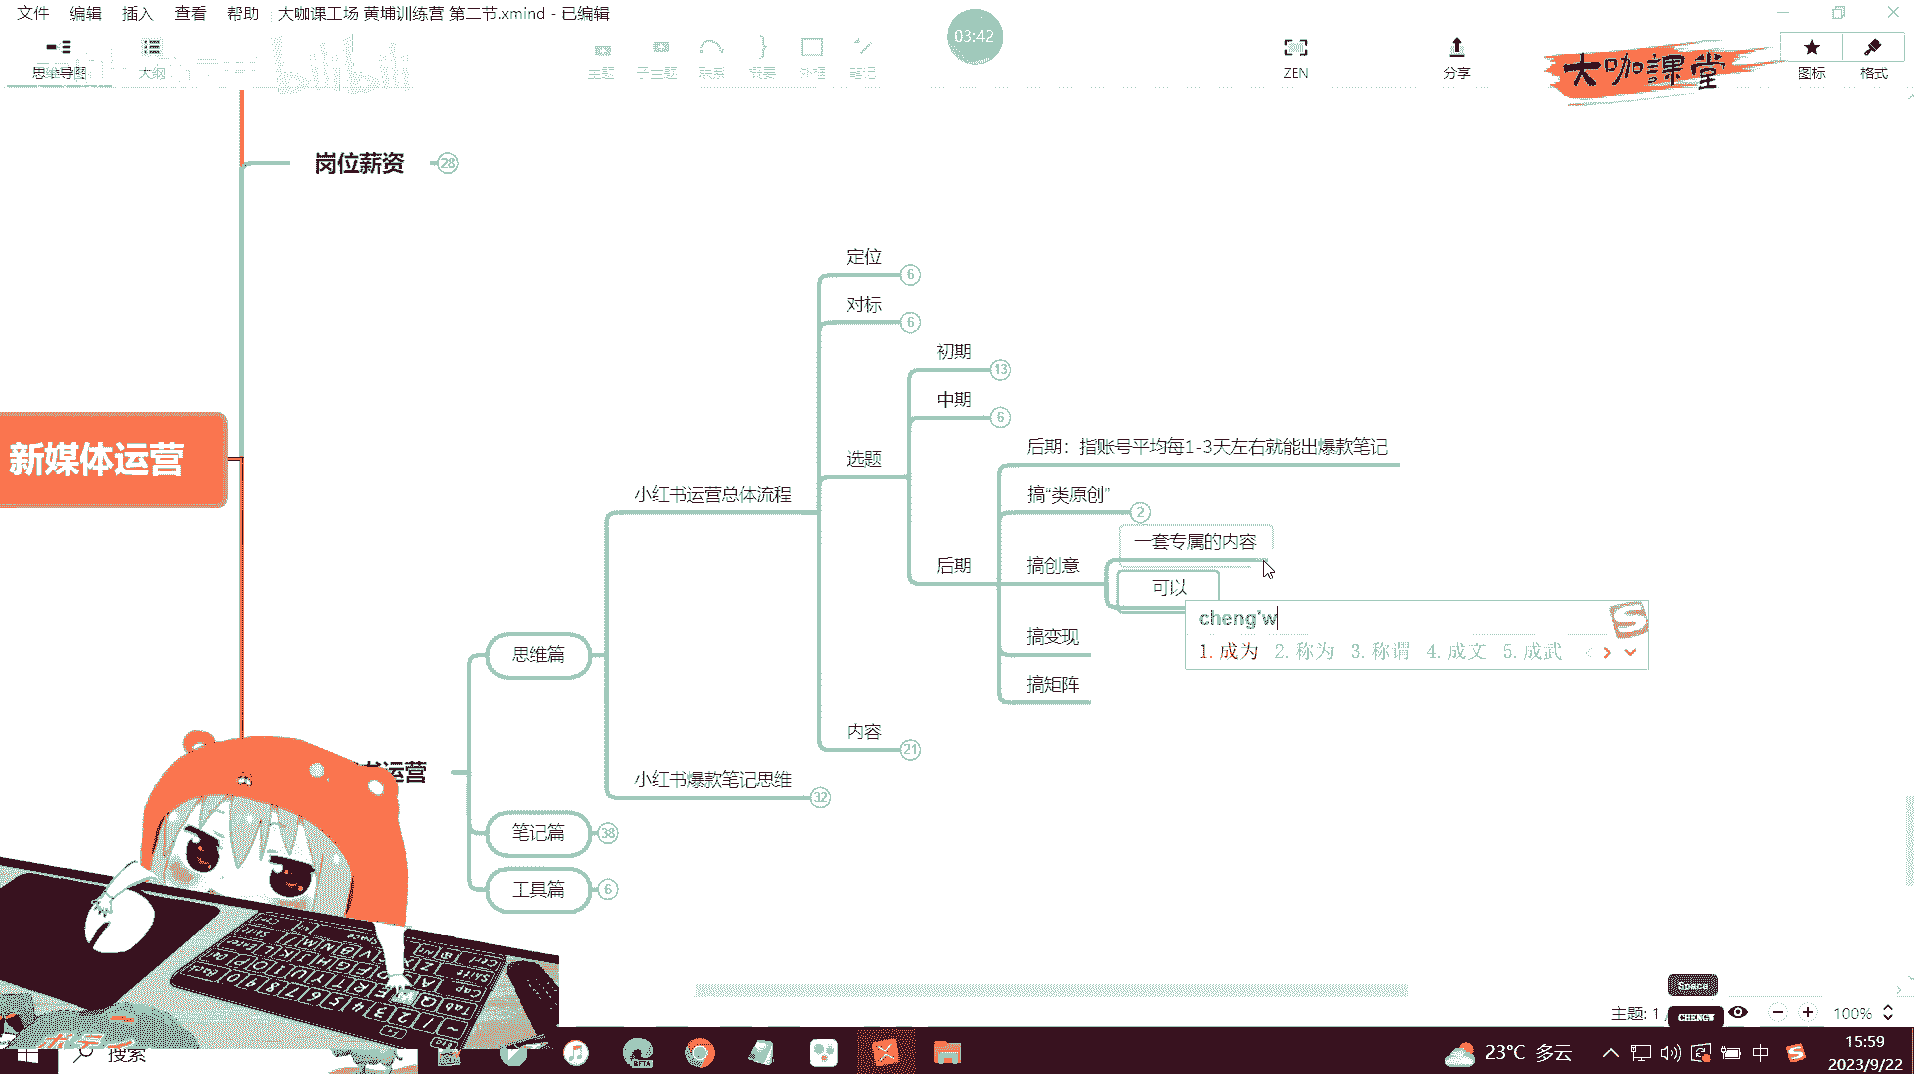 文件 编辑 插入 查看 帮助 大咖课工场 黄埔训练营 第二节.xmind - 已编辑
03:42
思维导图 大纲 主题 子主题 联系 概要 外框 笔记 ZEN 分享 图标 格式
bilibili
大咖課堂
岗位薪资 28
定位 6
对标 6
初期 13
中期 6
后期：指账号平均每1-3天左右就能出爆款笔记
选题
小红书运营总体流程
搞“类原创” 2
一套专属的内容
后期
搞创意
可以
cheng'w
1.成为 2.称为 3.称谓 4.成文 5.成武
搞变现
搞矩阵
新媒体运营
思维篇
内容 21
书运营
小红书爆款笔记思维 32
笔记篇 38
工具篇 6
Space
主题: 1 /
CHENGW
100%
搜索
BETA
23°C 多云
中
15:59
2023/9/22